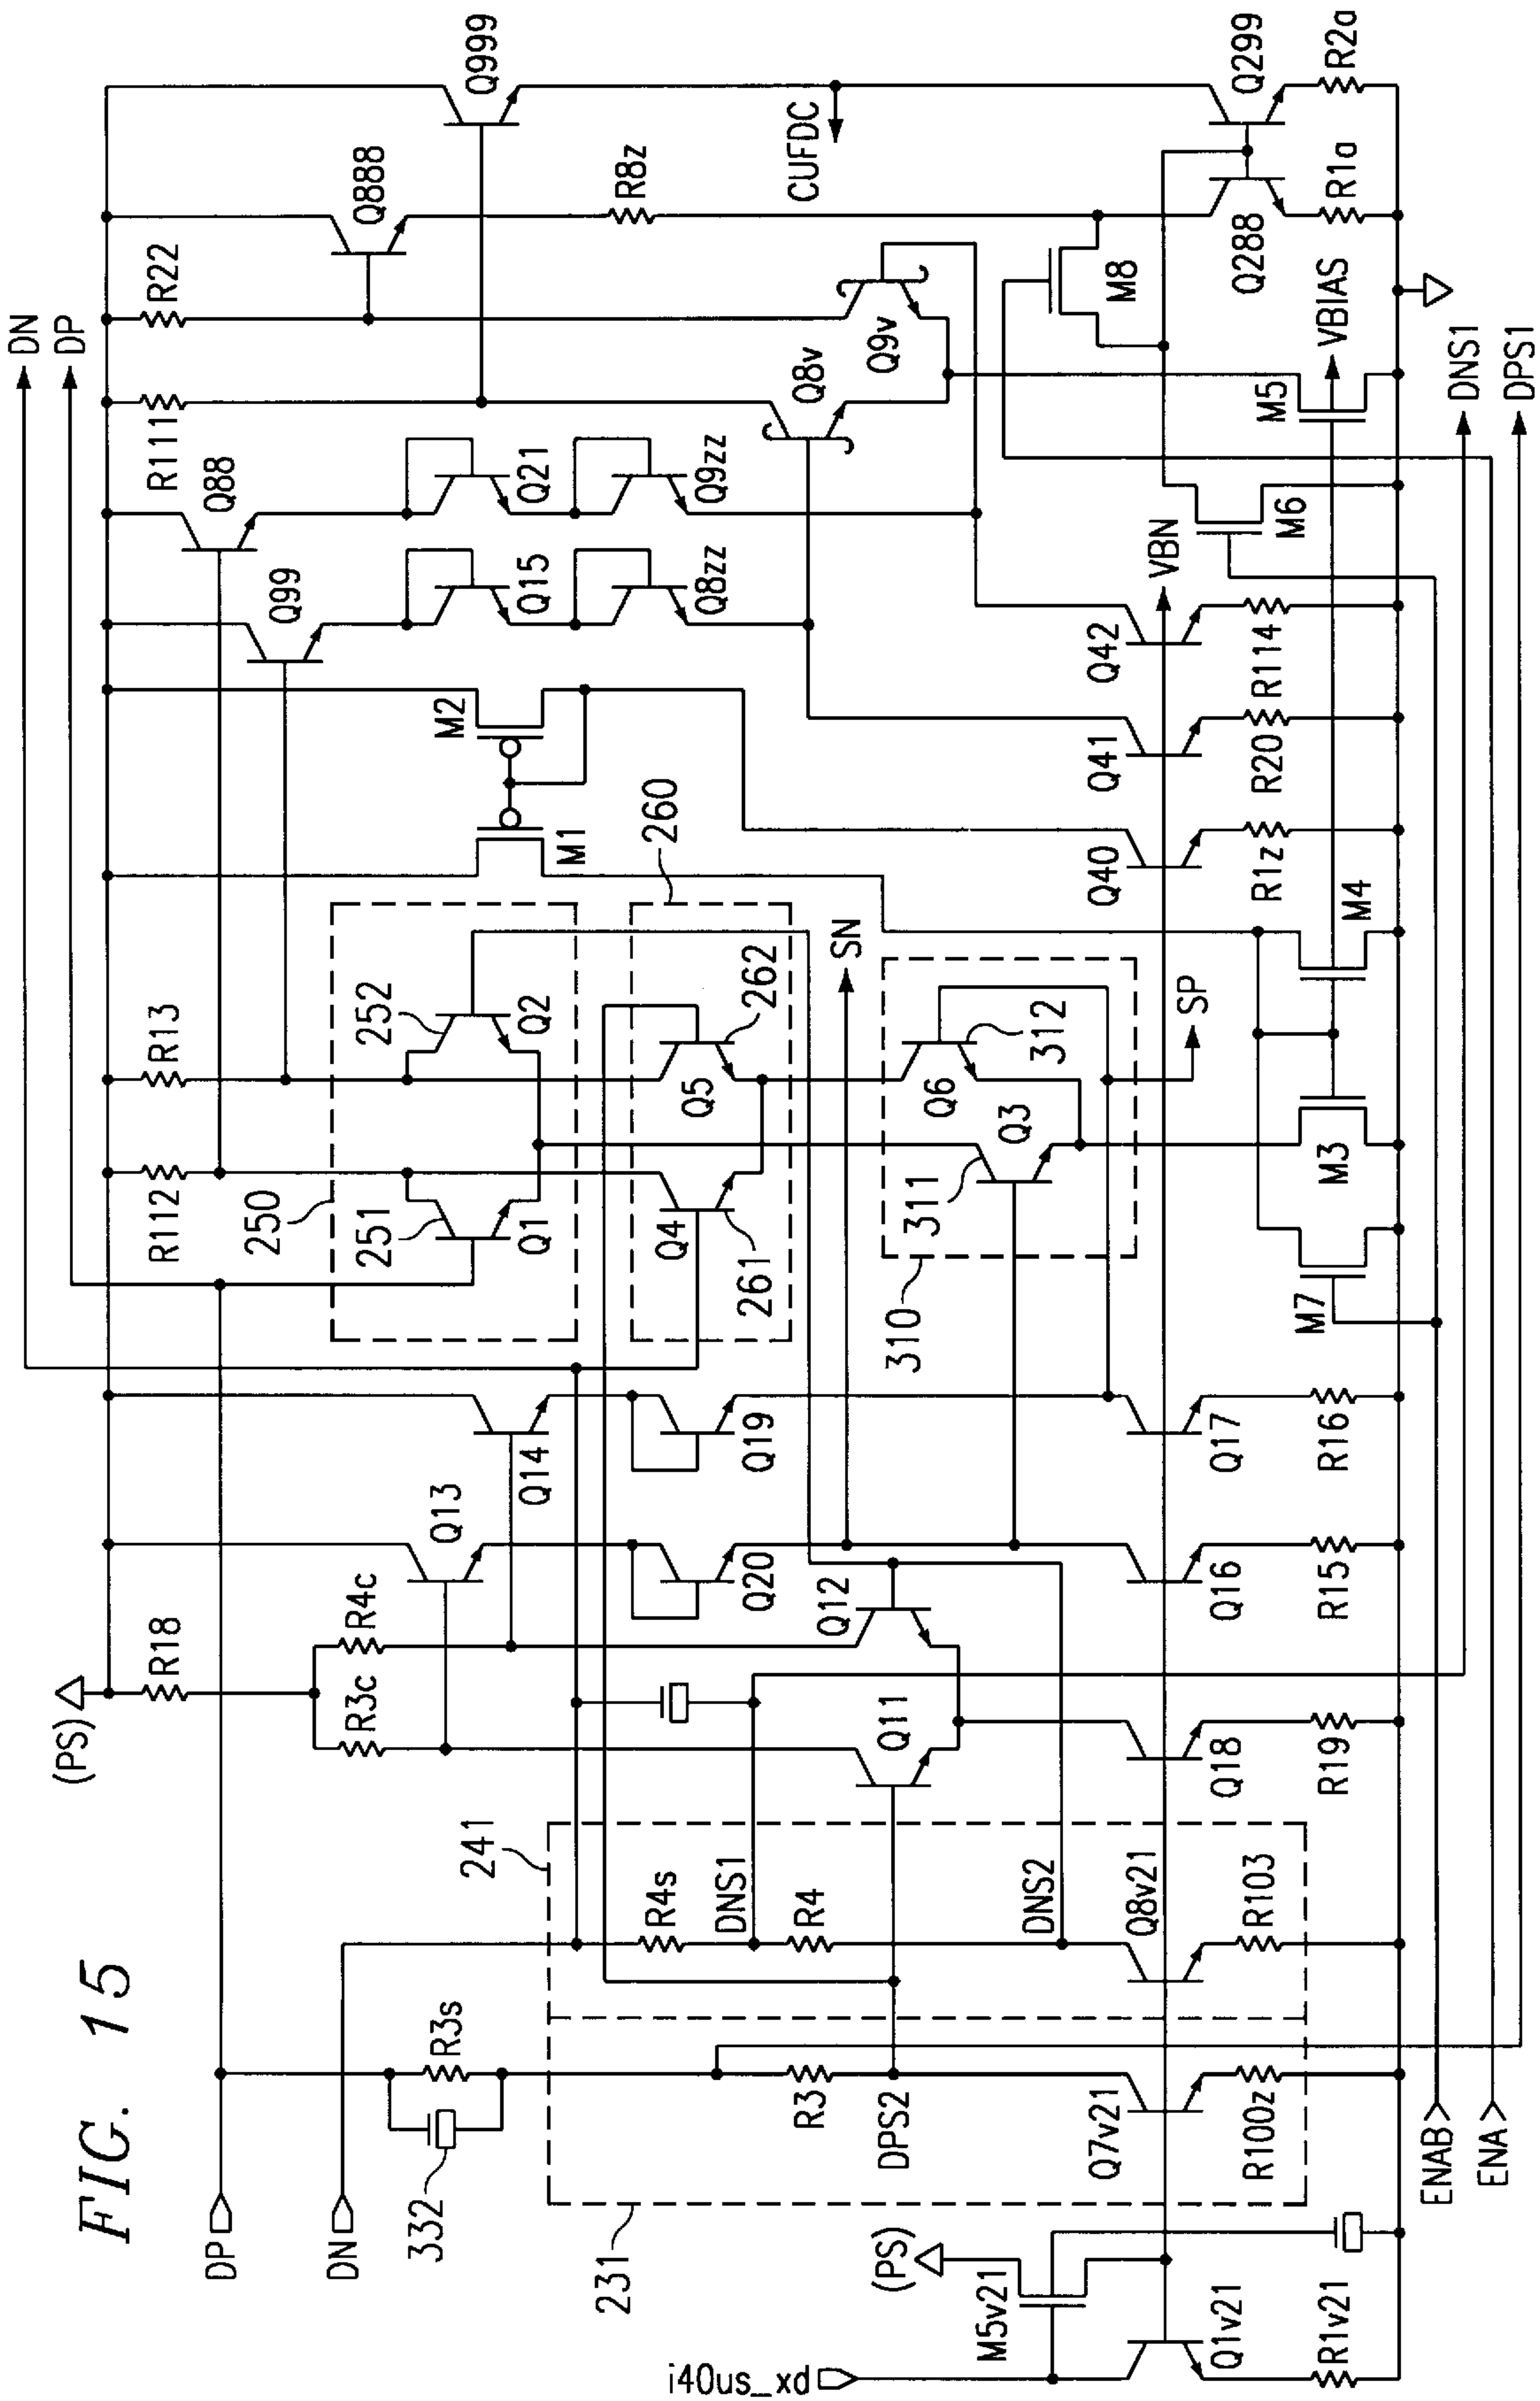 FIG. 15
DN
DP
(PS)
R18
R3c
R4c
Q13
Q14
Q20
Q19
R112
R13
250
251
252
Q1
Q2
260
Q4
Q5
261
262
M1
M2
Q99
Q88
Q15
Q21
Q8zz
Q9zz
R111
R22
Q888
Q999
R8z
Q8v
Q9v
CUFDC
DP
DN
R3s
332
241
231
R4s
DNS1
R4
DNS2
R3
DPS2
Q7v21
Q8v21
R100z
R103
Q11
Q12
Q18
R19
Q16
R15
Q17
R16
SN
310
311
312
Q3
Q6
SP
M7
M3
M4
Q40
Q41
Q42
R1z
R20
R114
VBN
M6
M5
VBIAS
M8
Q288
Q299
R1a
R2a
(PS)
M5v21
i40us_xd
Q1v21
R1v21
ENAB
ENA
DNS1
DPS1